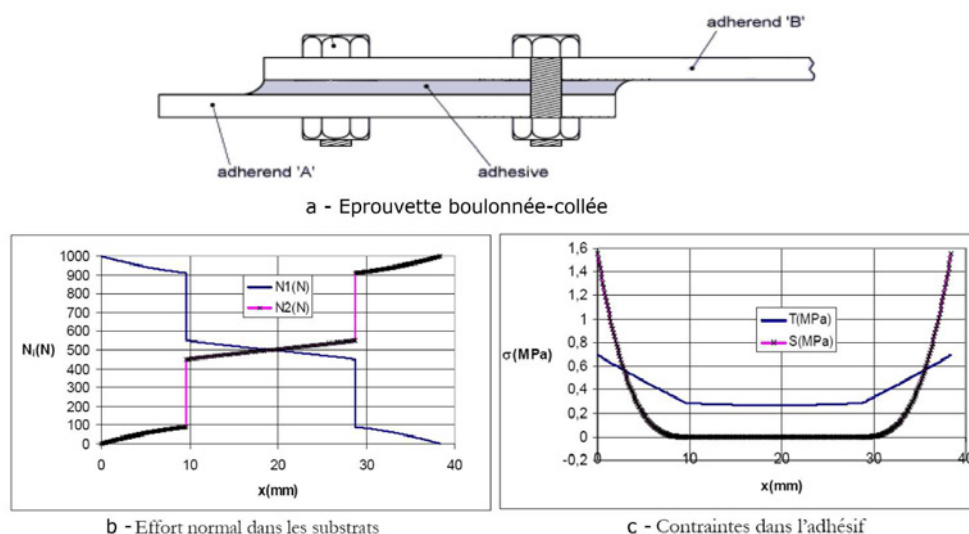 adherend 'B'
adherend 'A'
adhesive
a - Eprouvette boulonnée-collée
1000
900
800
700
600
500
400
300
200
100
0
Nᵢ(N)
N1(N)
N2(N)
0 10 20 30 40
x(mm)
b - Effort normal dans les substrats
1,6
1,4
1,2
1
0,8
0,6
0,4
0,2
0
-0,2
σ(MPa)
T(MPa)
S(MPa)
0 10 20 30 40
x(mm)
c - Contraintes dans l'adhésif